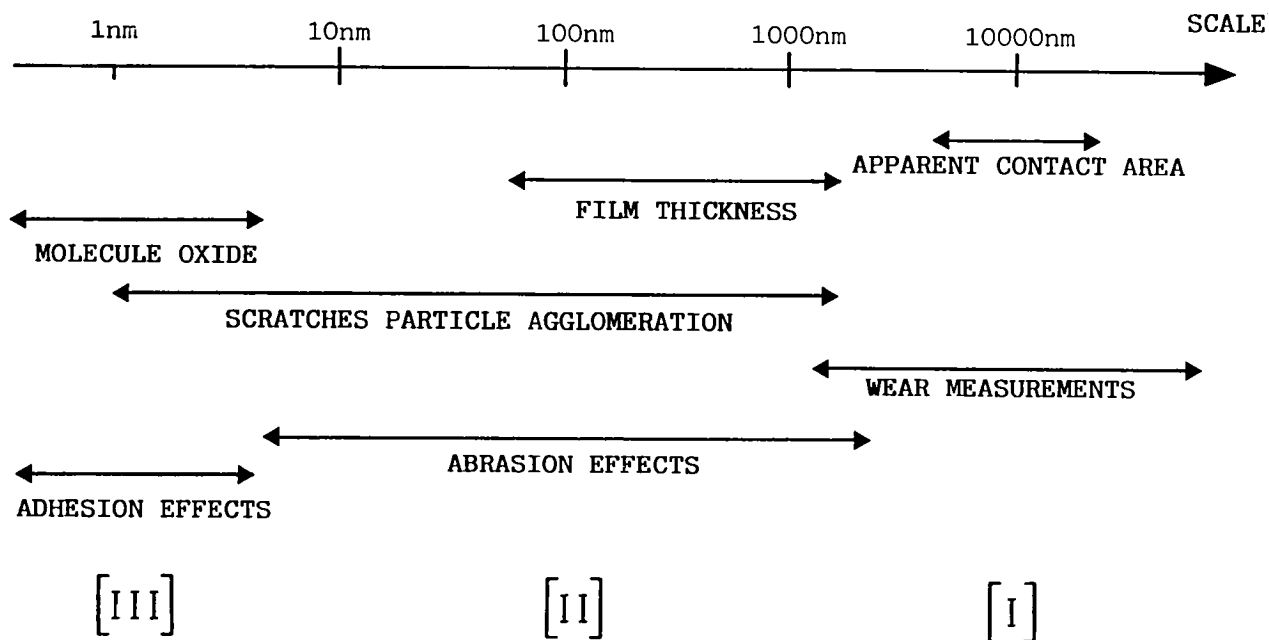 SCALE
1nm 10nm 100nm 1000nm 10000nm
APPARENT CONTACT AREA
FILM THICKNESS
MOLECULE OXIDE
SCRATCHES PARTICLE AGGLOMERATION
WEAR MEASUREMENTS
ABRASION EFFECTS
ADHESION EFFECTS
[III] [II] [I]